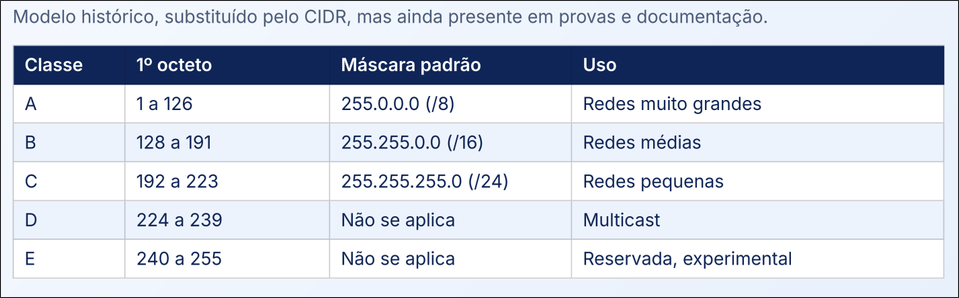 Modelo histórico, substituído pelo CIDR, mas ainda presente em provas e documentação.
Classe 1º octeto Máscara padrão Uso
A 1 a 126 255.0.0.0 (/8) Redes muito grandes
B 128 a 191 255.255.0.0 (/16) Redes médias
C 192 a 223 255.255.255.0 (/24) Redes pequenas
D 224 a 239 Não se aplica Multicast
E 240 a 255 Não se aplica Reservada, experimental